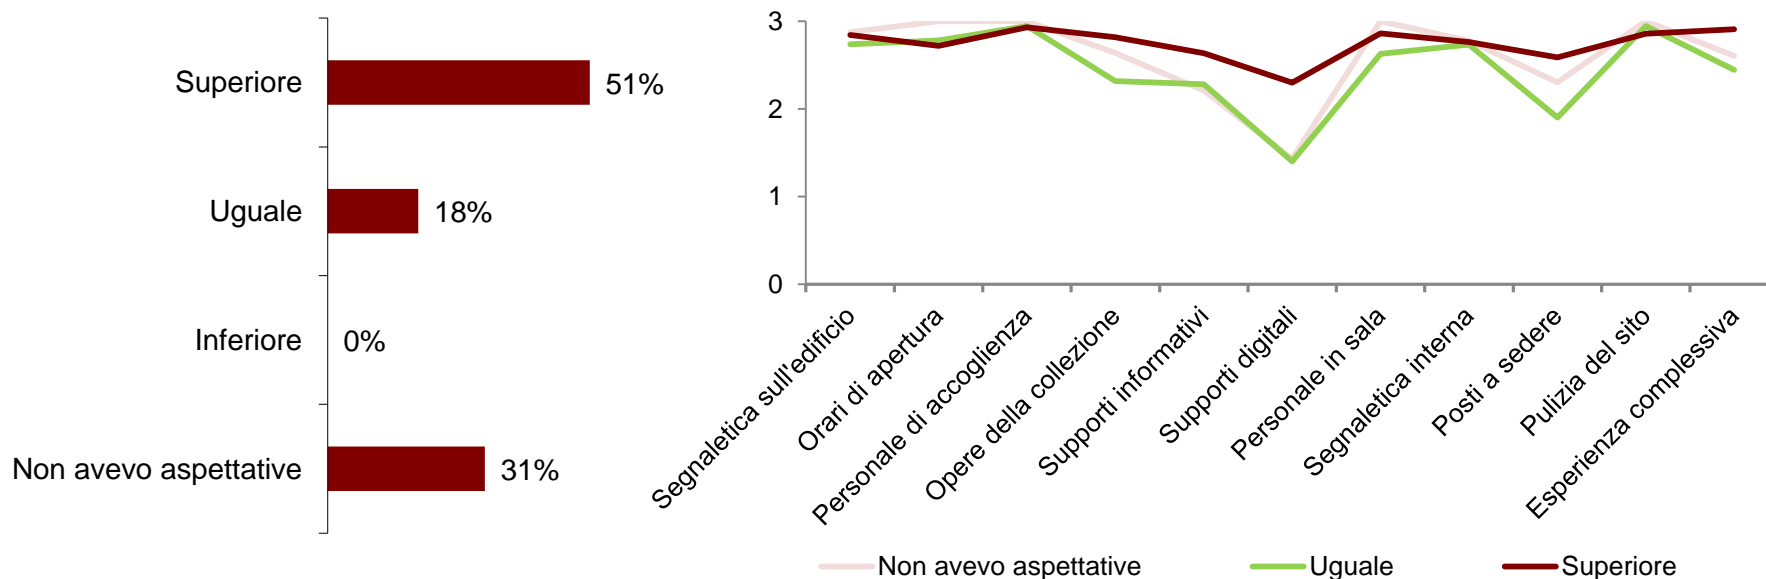 Superiore
51%
Uguale
18%
Inferiore
0%
Non avevo aspettative
31%
3
2
1
0
Segnaletica sull'edificio
Orari di apertura
Personale di accoglienza
Opere della collezione
Supporti informativi
Supporti digitali
Personale in sala
Segnaletica interna
Posti a sedere
Pulizia del sito
Esperienza complessiva
Non avevo aspettative
Uguale
Superiore